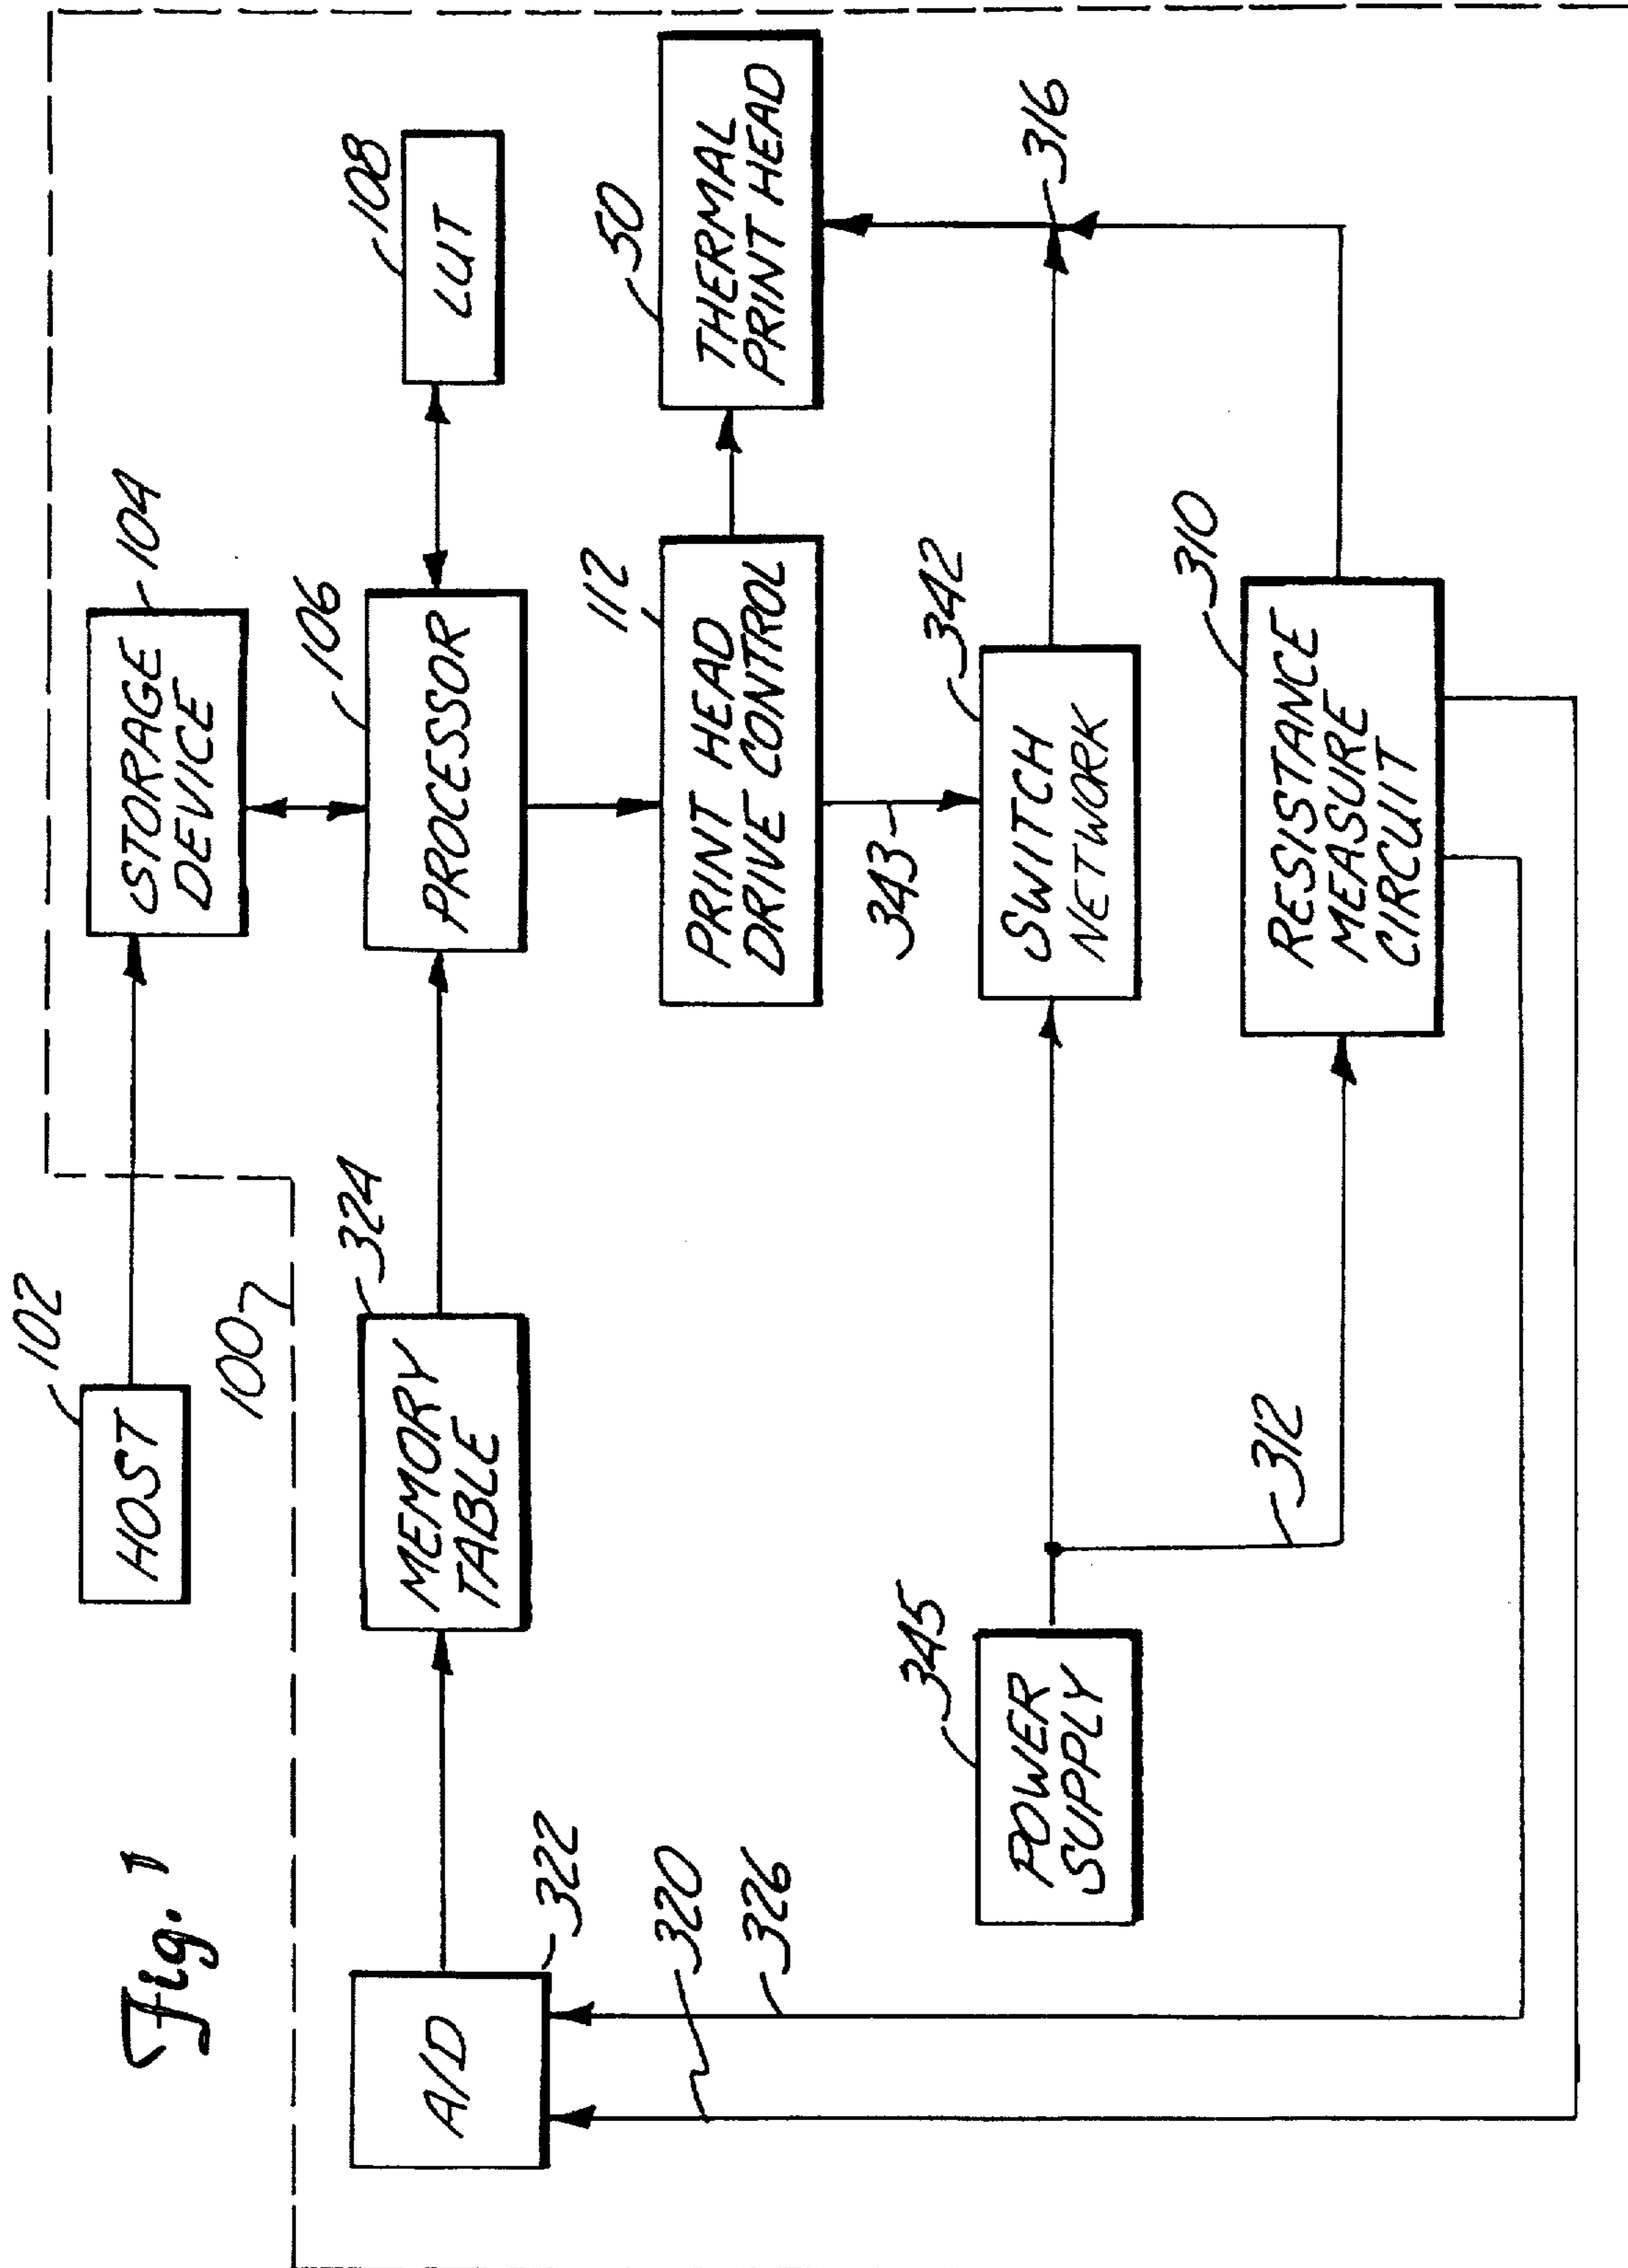 Fig. 1
HOST
102
100
STORAGE
DEVICE
104
A/D
322
MEMORY
TABLE
324
PROCESSOR
106
LUT
108
320
326
PRINT HEAD
DRIVE CONTROL
112
THERMAL
PRINT HEAD
50
343
POWER
SUPPLY
345
SWITCH
NETWORK
342
316
312
RESISTANCE
MEASURE
CIRCUIT
310